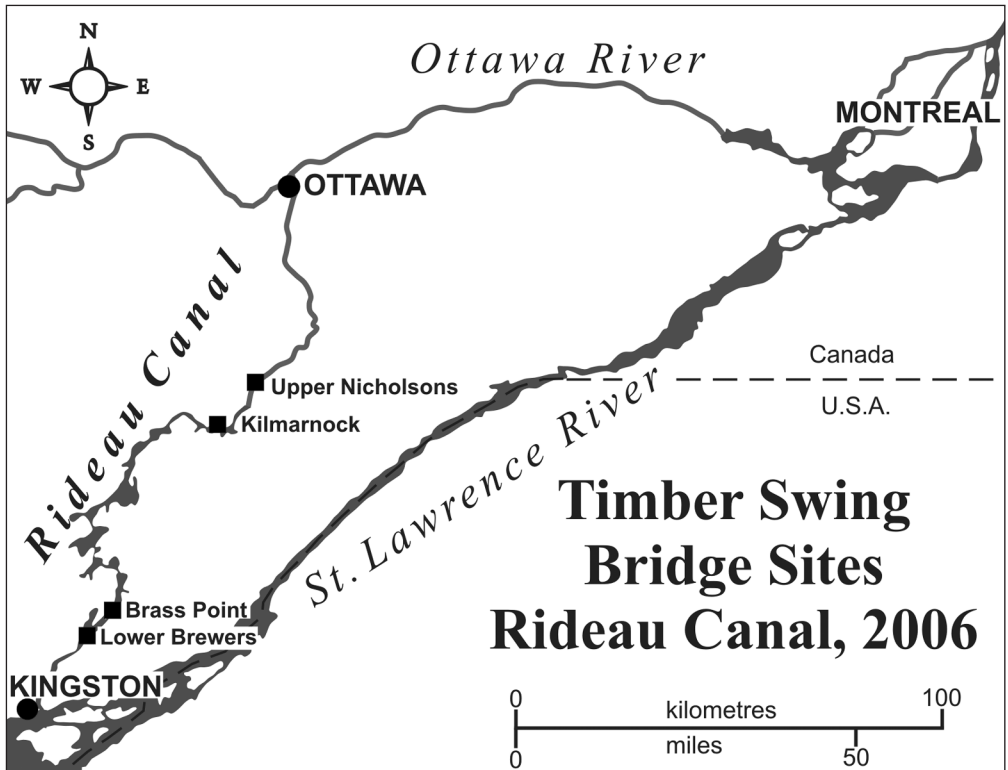 N
W E
S
Ottawa River
MONTREAL
OTTAWA
Rideau Canal
Canada
U.S.A.
Upper Nicholsons
Kilmarnock
St. Lawrence River
Timber Swing
Bridge Sites
Rideau Canal, 2006
Brass Point
Lower Brewers
KINGSTON
0 100
kilometres
miles
0 50